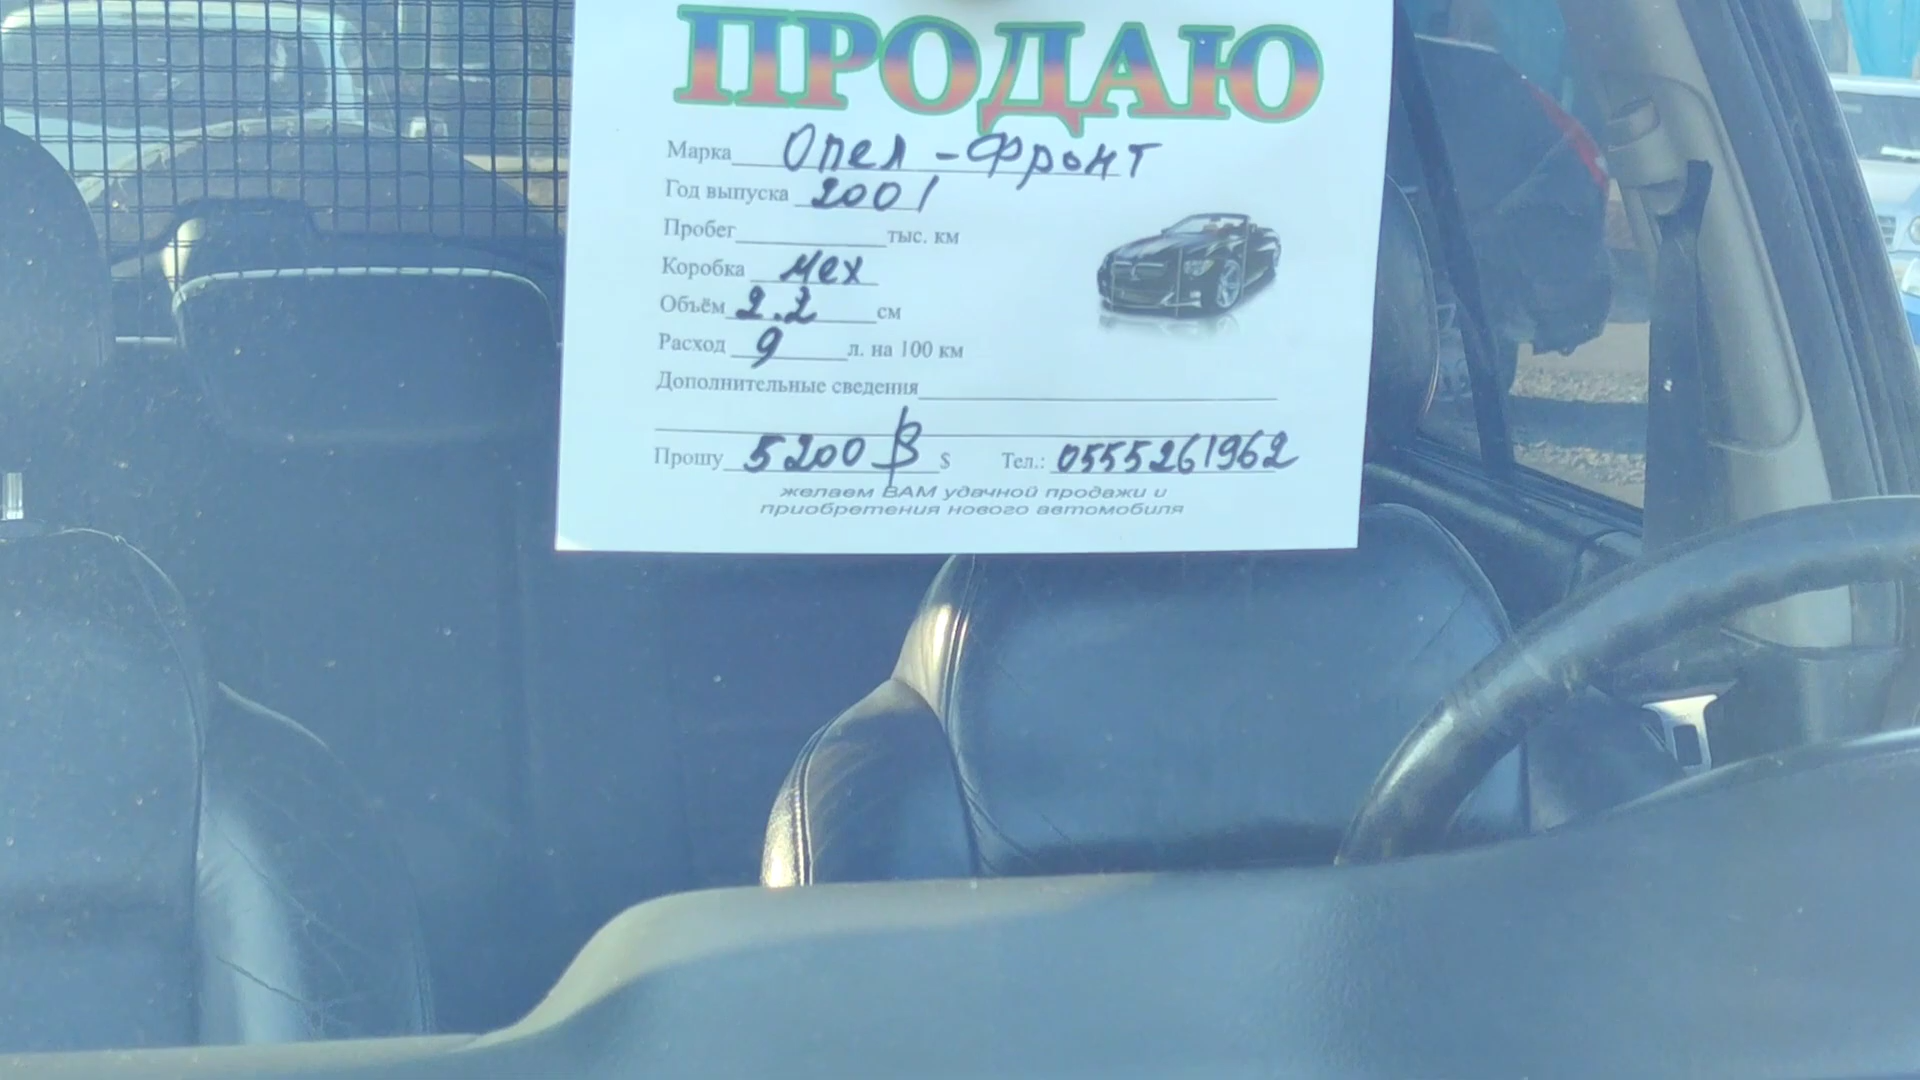 ПРОДАЮ
Марка Опел - Фронт
Год выпуска 2001
Пробег тыс. км
Коробка мех
Объём 2.2 см
Расход 9 л. на 100 км
Дополнительные сведения
Прошу 5200 $ Тел.: 0555261962
желаем ВАМ удачной продажи и
приобретения нового автомобиля